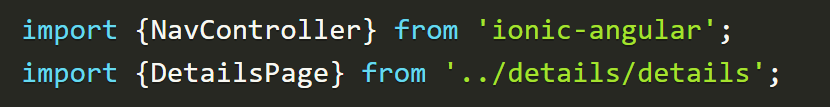 import {NavController} from 'ionic-angular';
import {DetailsPage} from '../details/details';